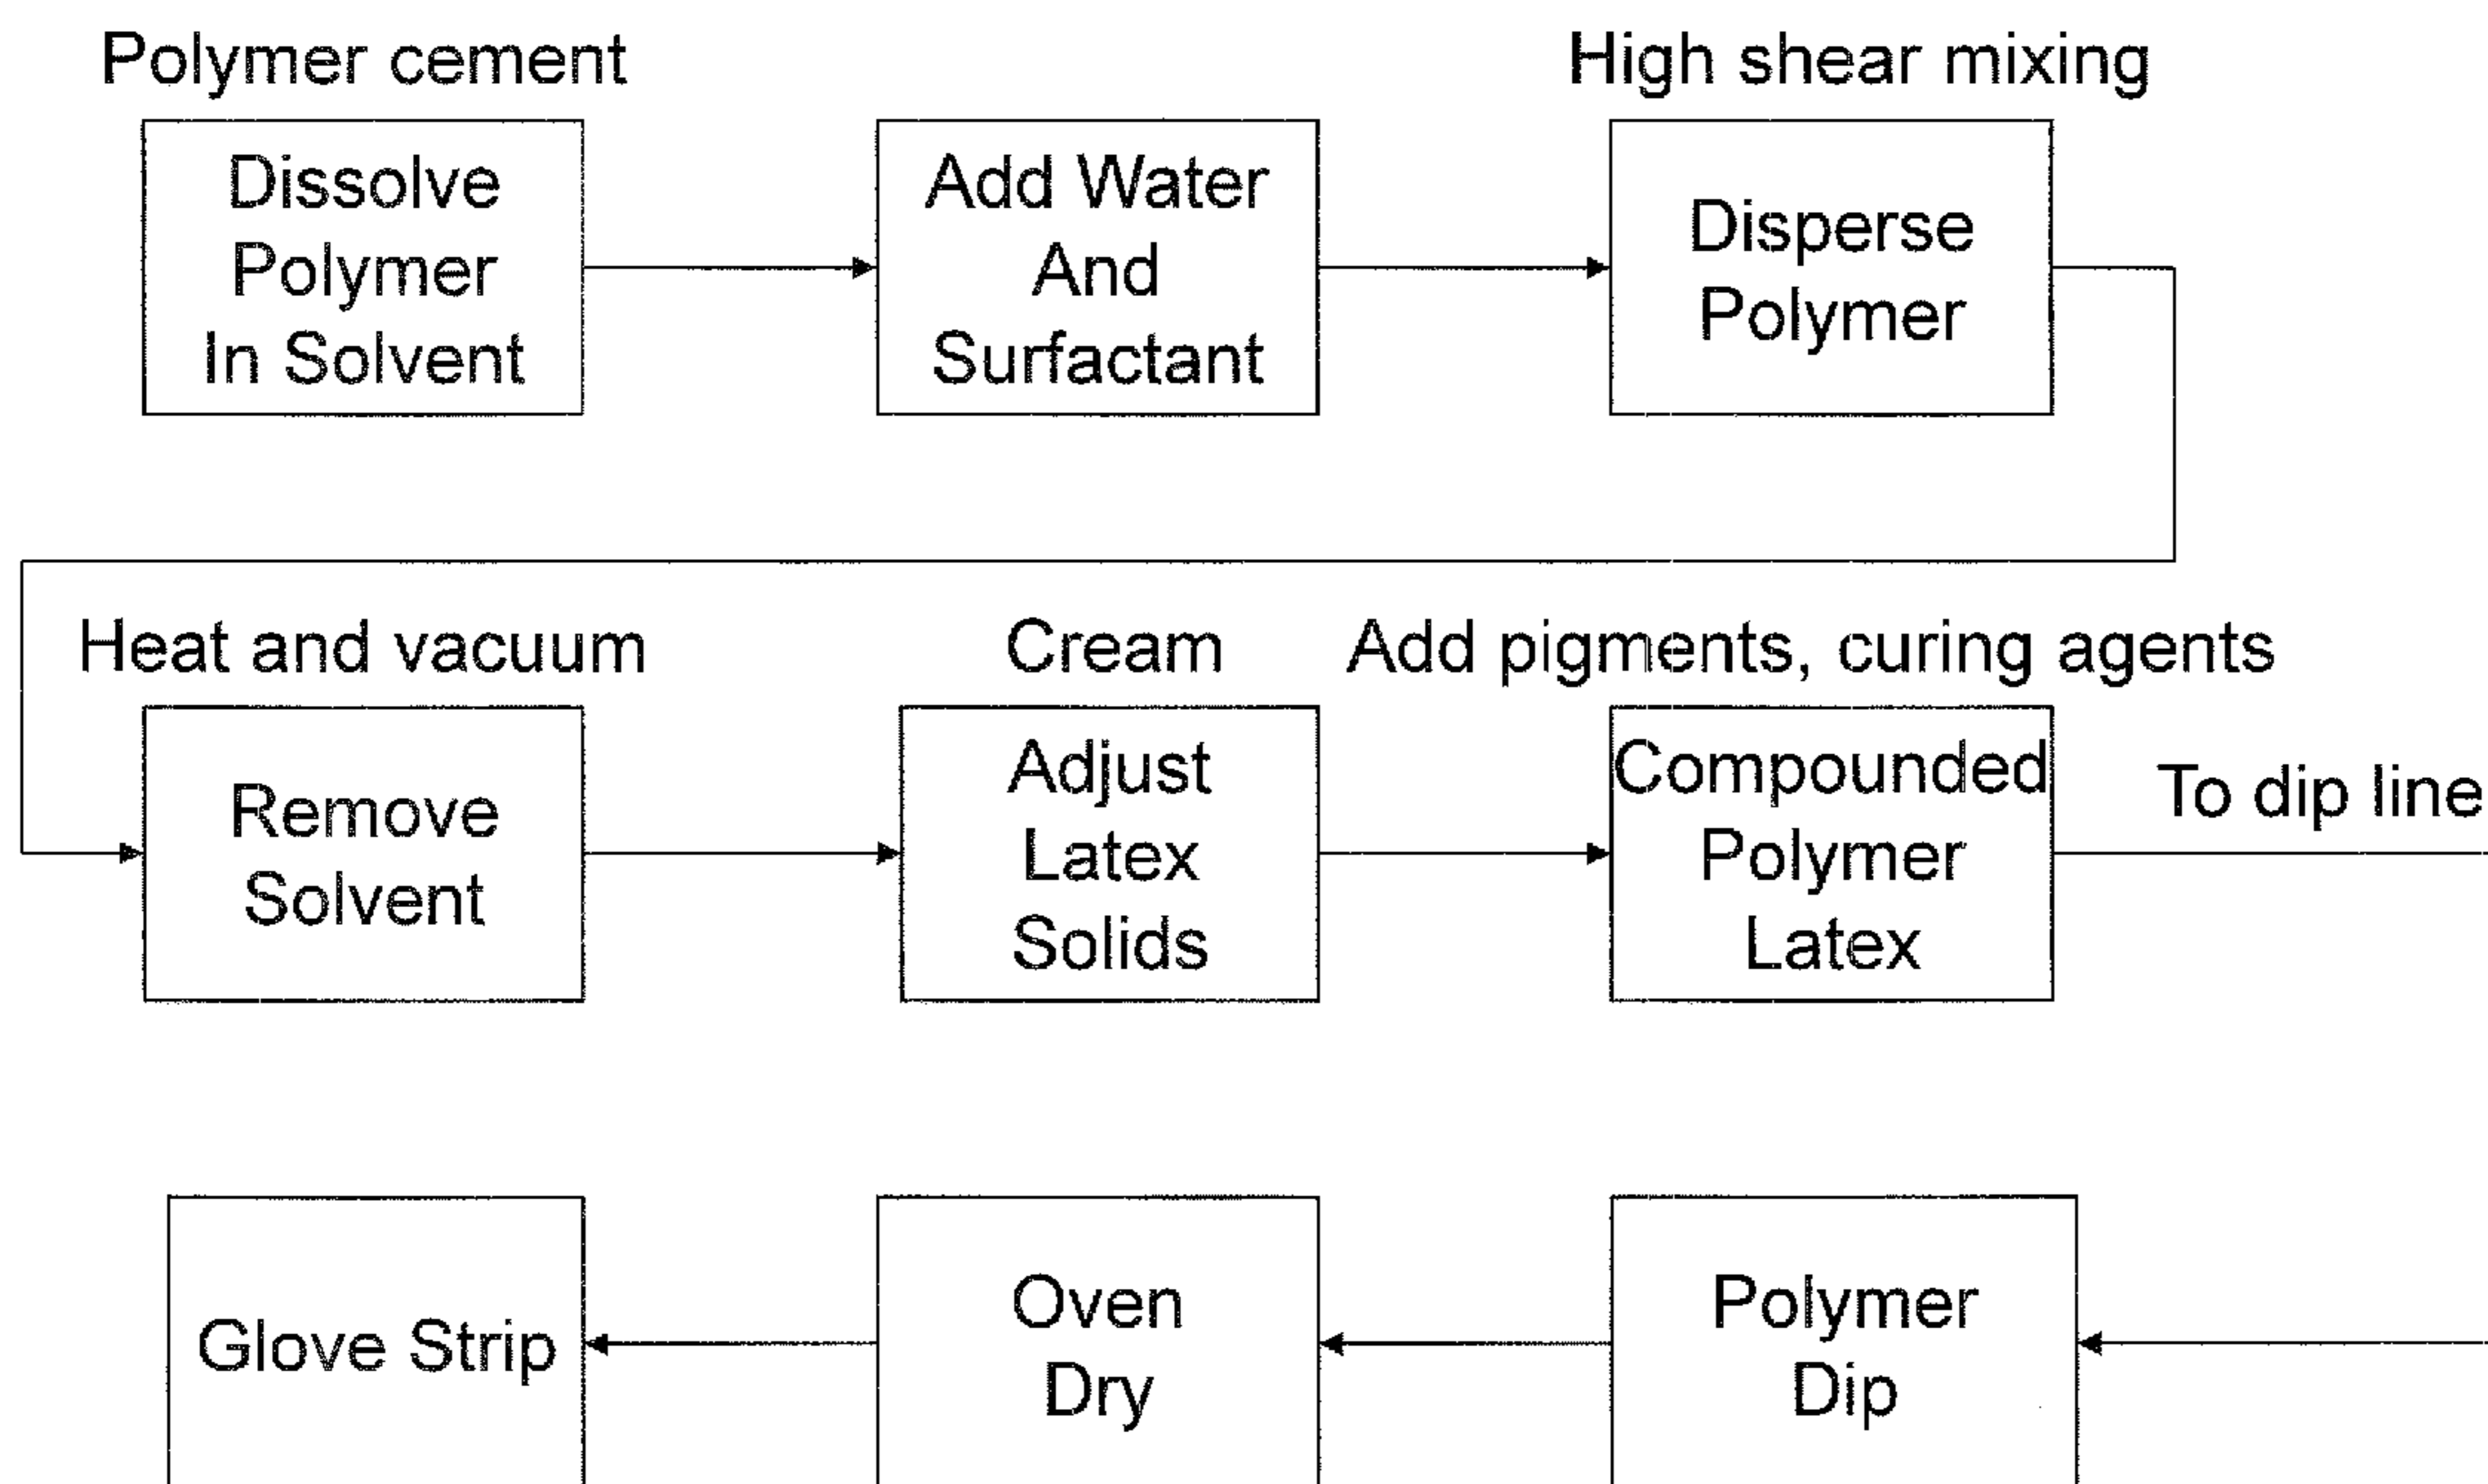 Polymer cement
High shear mixing
Dissolve
Polymer
In Solvent
Add Water
And
Surfactant
Disperse
Polymer
Heat and vacuum
Cream
Add pigments, curing agents
Remove
Solvent
Adjust
Latex
Solids
Compounded
Polymer
Latex
To dip line
Glove Strip
Oven
Dry
Polymer
Dip